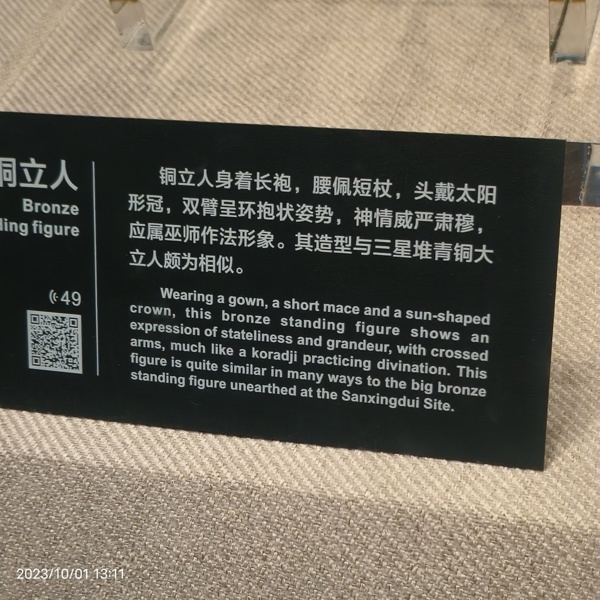 铜立人
Bronze
ding figure
49
铜立人身着长袍，腰佩短杖，头戴太阳
形冠，双臂呈环抱状姿势，神情威严肃穆，
应属巫师作法形象。其造型与三星堆青铜大
立人颇为相似。
Wearing a gown, a short mace and a sun-shaped
crown, this bronze standing figure shows an
expression of stateliness and grandeur, with crossed
arms, much like a koradji practicing divination. This
figure is quite similar in many ways to the big bronze
standing figure unearthed at the Sanxingdui Site.
2023/10/01 13:11